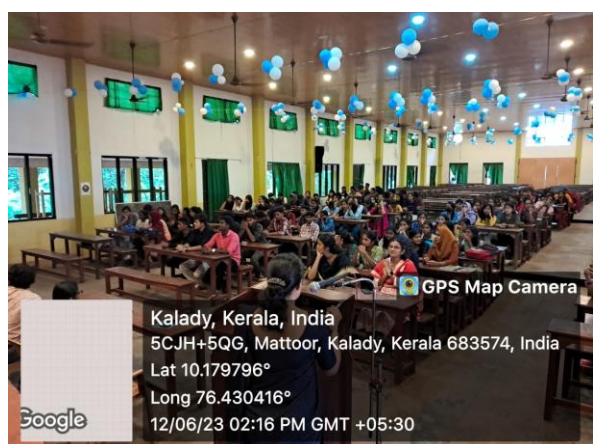 GPS Map Camera
Kalady, Kerala, India
5CJH+5QG, Mattoor, Kalady, Kerala 683574, India
Lat 10.179796°
Long 76.430416°
12/06/23 02:16 PM GMT +05:30
Google